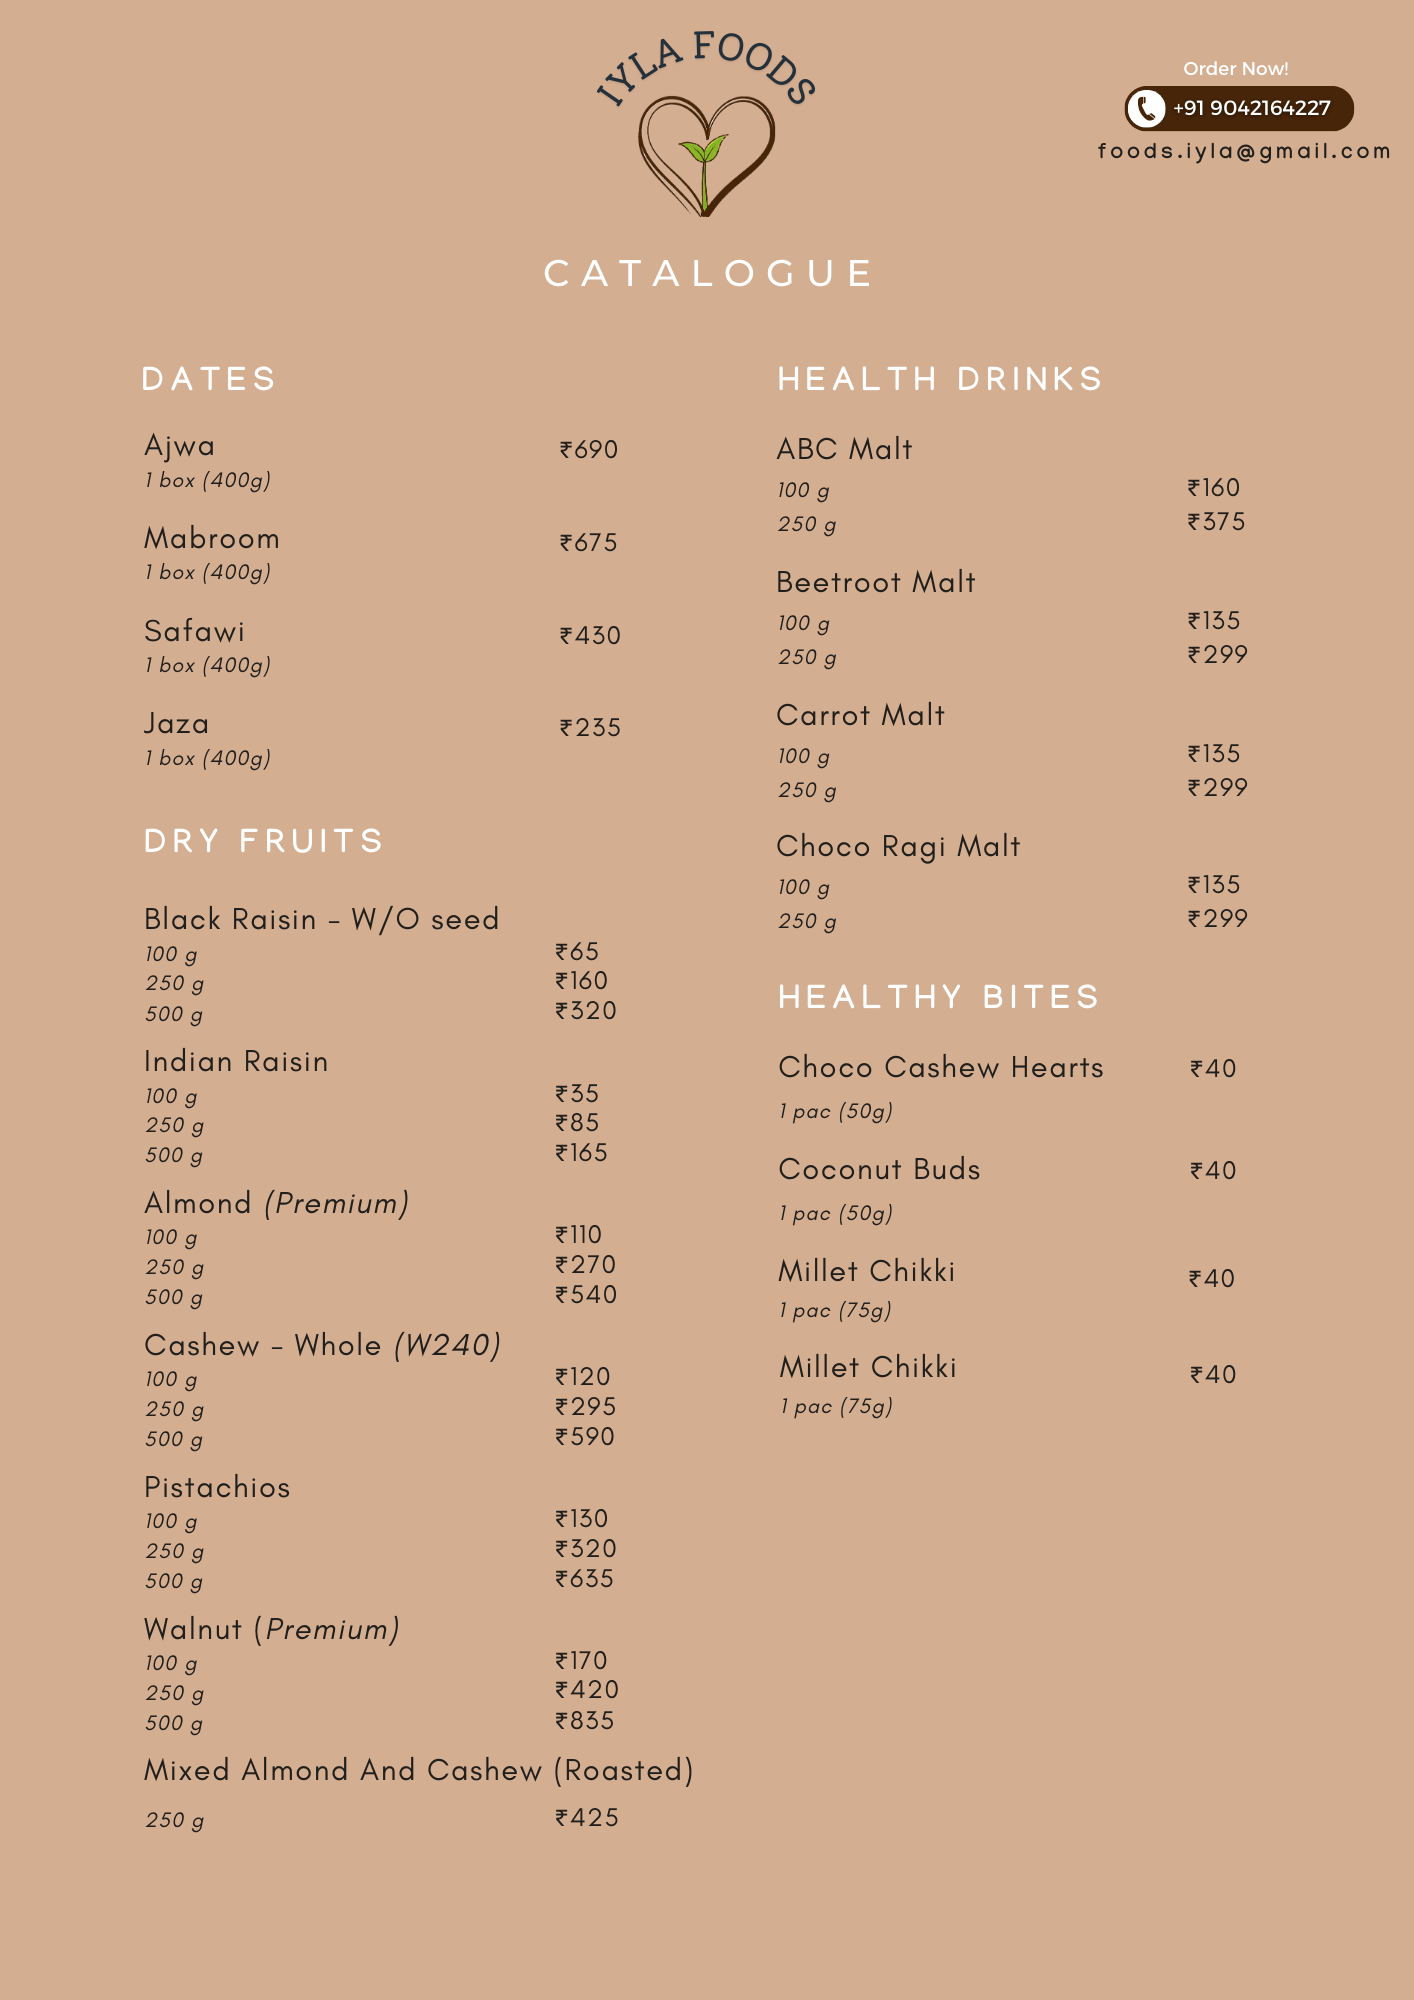 IYLA FOODS
Order Now!
+91 9042164227
foods.iyla@gmail.com
CATALOGUE
DATES
Ajwa ₹690
1 box (400g)
Mabroom ₹675
1 box (400g)
Safawi ₹430
1 box (400g)
Jaza ₹235
1 box (400g)
DRY FRUITS
Black Raisin - W/O seed
100 g ₹65
250 g ₹160
500 g ₹320
Indian Raisin
100 g ₹35
250 g ₹85
500 g ₹165
Almond (Premium)
100 g ₹110
250 g ₹270
500 g ₹540
Cashew - Whole (W240)
100 g ₹120
250 g ₹295
500 g ₹590
Pistachios
100 g ₹130
250 g ₹320
500 g ₹635
Walnut (Premium)
100 g ₹170
250 g ₹420
500 g ₹835
Mixed Almond And Cashew (Roasted)
250 g ₹425
HEALTH DRINKS
ABC Malt
100 g ₹160
250 g ₹375
Beetroot Malt
100 g ₹135
250 g ₹299
Carrot Malt
100 g ₹135
250 g ₹299
Choco Ragi Malt
100 g ₹135
250 g ₹299
HEALTHY BITES
Choco Cashew Hearts ₹40
1 pac (50g)
Coconut Buds ₹40
1 pac (50g)
Millet Chikki ₹40
1 pac (75g)
Millet Chikki ₹40
1 pac (75g)